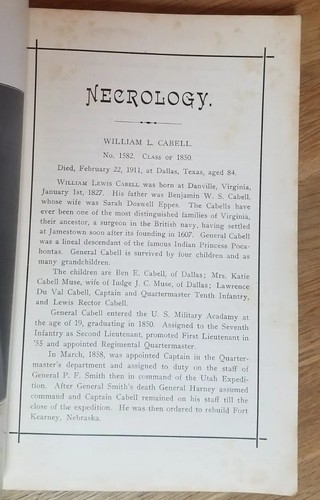 NECROLOGY.
WILLIAM L. CABELL.
No. 1582. CLASS OF 1850.
Died, February 22, 1911, at Dallas, Texas, aged 84.
WILLIAM LEWIS CABELL was born at Danville, Virginia,
January 1st, 1827. His father was Benjamin W. S. Cabell,
whose wife was Sarah Doswell Eppes. The Cabells have
ever been one of the most distinguished families of Virginia,
their ancestor, a surgeon in the British navy, having settled
at Jamestown soon after its founding in 1607. General Cabell
was a lineal descendant of the famous Indian Princess Poca-
hontas. General Cabell is survived by four children and as
many grandchildren.
The children are Ben E. Cabell, of Dallas; Mrs. Katie
Cabell Muse, wife of Judge J. C. Muse, of Dallas; Lawrence
Du Val Cabell, Captain and Quartermaster Tenth Infantry,
and Lewis Rector Cabell.
General Cabell entered the U. S. Military Acadamy at
the age of 19, graduating in 1850. Assigned to the Seventh
Infantry as Second Lieutenant, promoted First Lieutenant in
'55 and appointed Regimental Quartermaster.
In March, 1858, was appointed Captain in the Quarter-
master's department and assigned to duty on the staff of
General P. F. Smith then in command of the Utah Expedi-
tion. After General Smith's death General Harney assumed
command and Captain Cabell remained on his staff till the
close of the expedition. He was then ordered to rebuild Fort
Kearney, Nebraska.